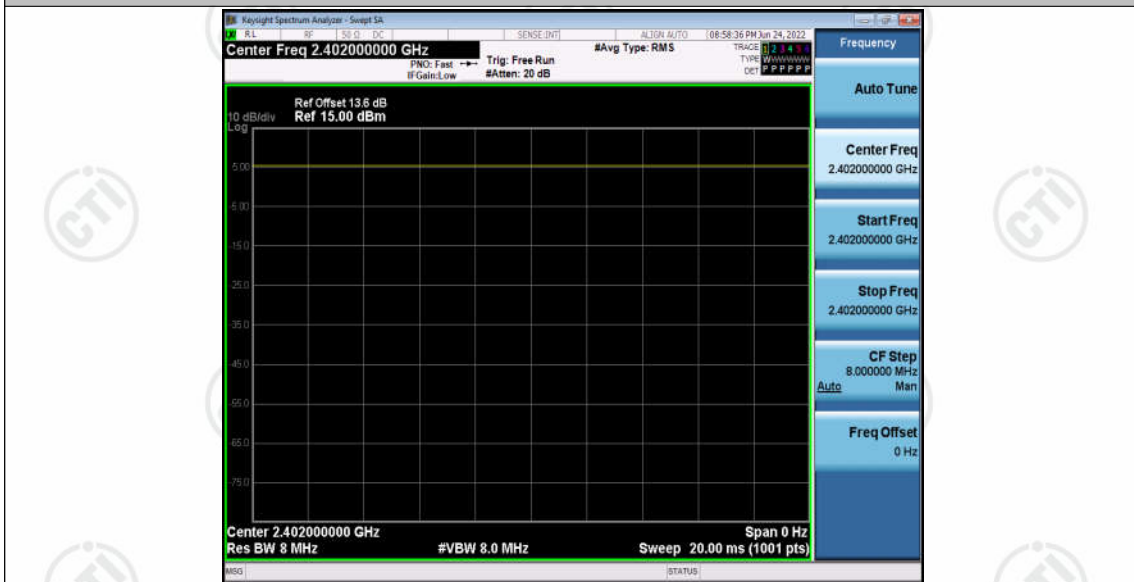 Keysight Spectrum Analyzer - Swept SA
RL RF 50 Ω DC SENSE:INT ALIGN AUTO 08:58:36 PM Jun 24, 2022
Center Freq 2.402000000 GHz
PNO: Fast
IFGain:Low
Trig: Free Run
#Atten: 20 dB
#Avg Type: RMS
TRACE 1 2 3 4 5 6
TYPE WWWWWW
DET P P P P P P
Ref Offset 13.6 dB
10 dB/div Ref 15.00 dBm
Log
5.00
-5.00
-15.0
-25.0
-35.0
-45.0
-55.0
-65.0
-75.0
Center 2.402000000 GHz Span 0 Hz
Res BW 8 MHz #VBW 8.0 MHz Sweep 20.00 ms (1001 pts)
MSG STATUS
Frequency
Auto Tune
Center Freq
2.402000000 GHz
Start Freq
2.402000000 GHz
Stop Freq
2.402000000 GHz
CF Step
8.000000 MHz
Auto Man
Freq Offset
0 Hz
CTI
CTI